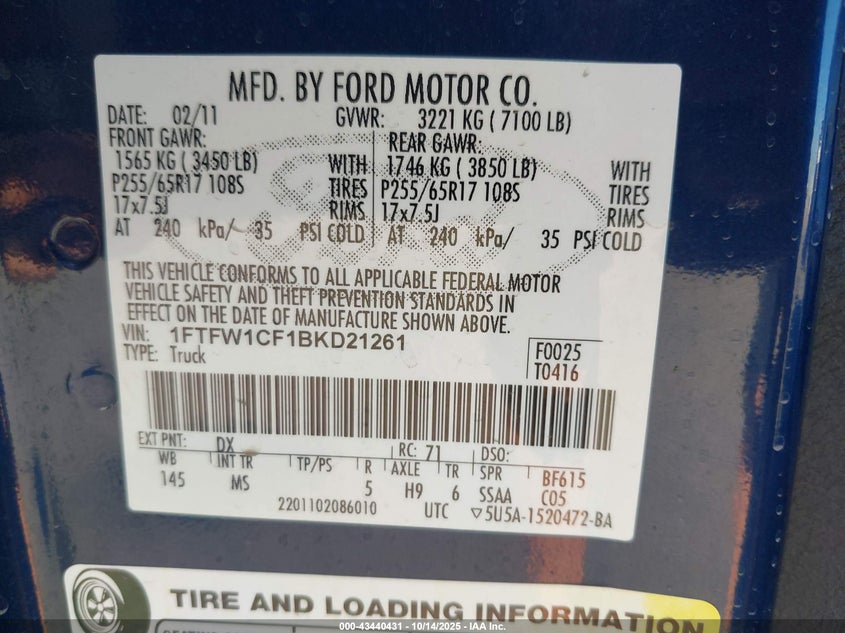 MFD. BY FORD MOTOR CO.
DATE: 02/11 GVWR: 3221 KG ( 7100 LB)
FRONT GAWR: REAR GAWR:
1565 KG ( 3450 LB) WITH 1746 KG ( 3850 LB) WITH
P255/65R17 108S TIRES P255/65R17 108S TIRES
17x7.5J RIMS 17x7.5J RIMS
AT 240 kPa/ 35 PSI COLD AT 240 kPa/ 35 PSI COLD
THIS VEHICLE CONFORMS TO ALL APPLICABLE FEDERAL MOTOR
VEHICLE SAFETY AND THEFT PREVENTION STANDARDS IN
EFFECT ON THE DATE OF MANUFACTURE SHOWN ABOVE.
VIN: 1FTFW1CF1BKD21261 F0025
TYPE: Truck T0416
EXT PNT: DX RC: 71 DSO:
WB INT TR TP/PS R AXLE TR SPR BF615
145 MS 5 H9 6 SSAA C05
2201102086010 UTC ▽5U5A-1520472-BA
TIRE AND LOADING INFORMATION
000-43440431 - 10/14/2025 - IAA Inc.